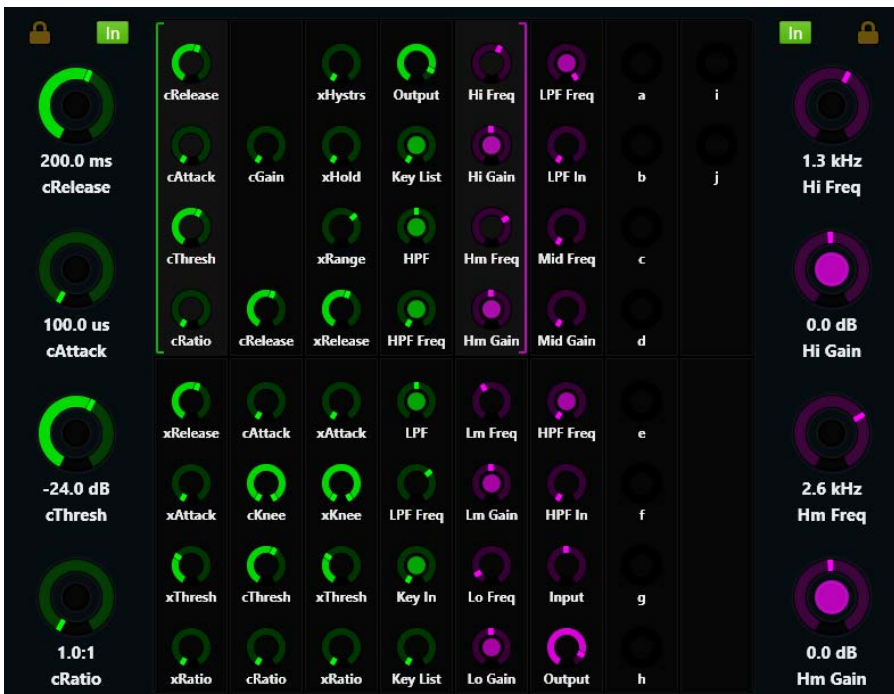 In
200.0 ms
cRelease
100.0 us
cAttack
-24.0 dB
cThresh
1.0:1
cRatio
cRelease xHystrs Output Hi Freq LPF Freq a i
cAttack cGain xHold Key List Hi Gain LPF In b j
cThresh xRange HPF Hm Freq Mid Freq c
cRatio cRelease xRelease HPF Freq Hm Gain Mid Gain d
xRelease cAttack xAttack LPF Lm Freq HPF Freq e
xAttack cKnee xKnee LPF Freq Lm Gain HPF In f
xThresh cThresh xThresh Key In Lo Freq Input g
xRatio cRatio xRatio Key List Lo Gain Output h
In
1.3 kHz
Hi Freq
0.0 dB
Hi Gain
2.6 kHz
Hm Freq
0.0 dB
Hm Gain